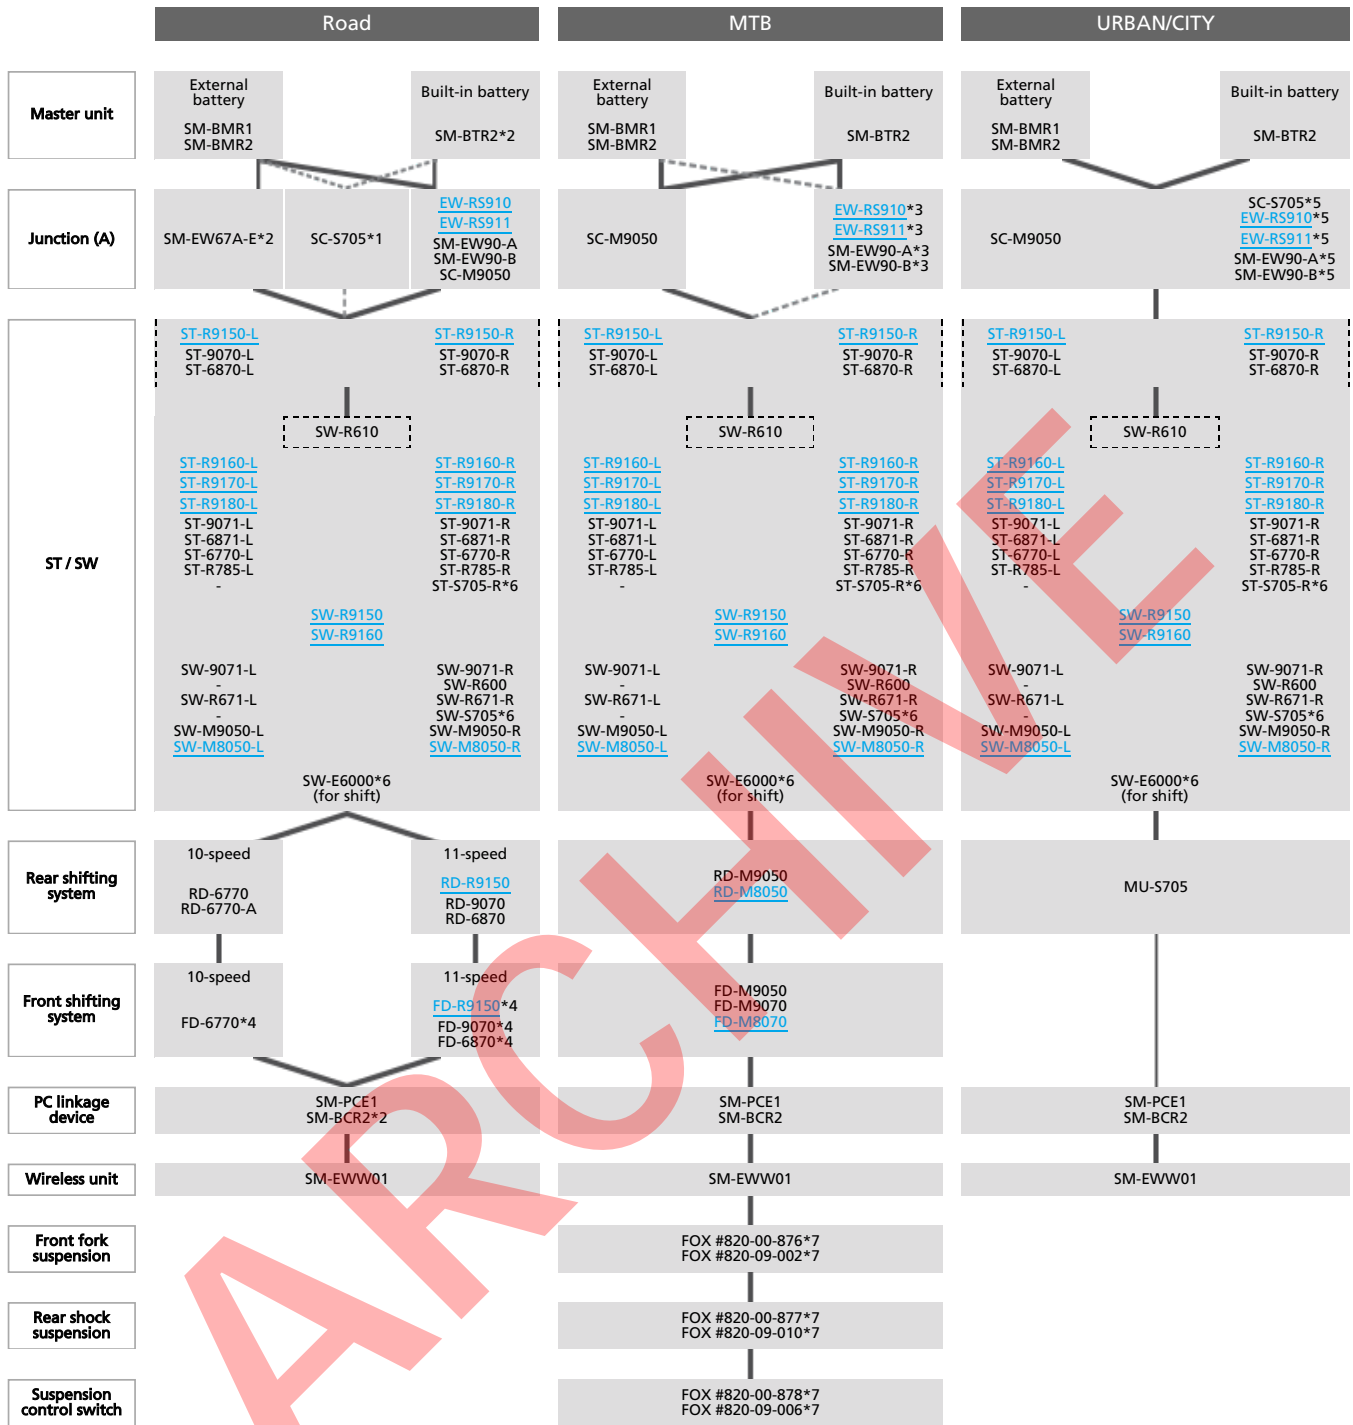 Road
MTB
URBAN/CITY
Master unit
External
battery
SM-BMR1
SM-BMR2
Built-in battery
SM-BTR2*2
External
battery
SM-BMR1
SM-BMR2
Built-in battery
SM-BTR2
External
battery
SM-BMR1
SM-BMR2
Built-in battery
SM-BTR2
Junction (A)
SM-EW67A-E*2
SC-S705*1
EW-RS910
EW-RS911
SM-EW90-A
SM-EW90-B
SC-M9050
SC-M9050
EW-RS910*3
EW-RS911*3
SM-EW90-A*3
SM-EW90-B*3
SC-M9050
SC-S705*5
EW-RS910*5
EW-RS911*5
SM-EW90-A*5
SM-EW90-B*5
ST / SW
ST-R9150-L
ST-9070-L
ST-6870-L
ST-R9150-R
ST-9070-R
ST-6870-R
SW-R610
ST-R9160-L
ST-R9170-L
ST-R9180-L
ST-9071-L
ST-6871-L
ST-6770-L
ST-R785-L
-
ST-R9160-R
ST-R9170-R
ST-R9180-R
ST-9071-R
ST-6871-R
ST-6770-R
ST-R785-R
ST-S705-R*6
SW-R9150
SW-R9160
SW-9071-L
-
SW-R671-L
-
SW-M9050-L
SW-M8050-L
SW-9071-R
SW-R600
SW-R671-R
SW-S705*6
SW-M9050-R
SW-M8050-R
SW-E6000*6
(for shift)
ST-R9150-L
ST-9070-L
ST-6870-L
ST-R9150-R
ST-9070-R
ST-6870-R
SW-R610
ST-R9160-L
ST-R9170-L
ST-R9180-L
ST-9071-L
ST-6871-L
ST-6770-L
ST-R785-L
-
ST-R9160-R
ST-R9170-R
ST-R9180-R
ST-9071-R
ST-6871-R
ST-6770-R
ST-R785-R
ST-S705-R*6
SW-R9150
SW-R9160
SW-9071-L
-
SW-R671-L
-
SW-M9050-L
SW-M8050-L
SW-9071-R
SW-R600
SW-R671-R
SW-S705*6
SW-M9050-R
SW-M8050-R
SW-E6000*6
(for shift)
ST-R9150-L
ST-9070-L
ST-6870-L
ST-R9150-R
ST-9070-R
ST-6870-R
SW-R610
ST-R9160-L
ST-R9170-L
ST-R9180-L
ST-9071-L
ST-6871-L
ST-6770-L
ST-R785-L
-
ST-R9160-R
ST-R9170-R
ST-R9180-R
ST-9071-R
ST-6871-R
ST-6770-R
ST-R785-R
ST-S705-R*6
SW-R9150
SW-R9160
SW-9071-L
-
SW-R671-L
-
SW-M9050-L
SW-M8050-L
SW-9071-R
SW-R600
SW-R671-R
SW-S705*6
SW-M9050-R
SW-M8050-R
SW-E6000*6
(for shift)
Rear shifting
system
10-speed
RD-6770
RD-6770-A
11-speed
RD-R9150
RD-9070
RD-6870
RD-M9050
RD-M8050
MU-S705
Front shifting
system
10-speed
FD-6770*4
11-speed
FD-R9150*4
FD-9070*4
FD-6870*4
FD-M9050
FD-M9070
FD-M8070
PC linkage
device
SM-PCE1
SM-BCR2*2
SM-PCE1
SM-BCR2
SM-PCE1
SM-BCR2
Wireless unit
SM-EWW01
SM-EWW01
SM-EWW01
Front fork
suspension
FOX #820-00-876*7
FOX #820-09-002*7
Rear shock
suspension
FOX #820-00-877*7
FOX #820-09-010*7
Suspension
control switch
FOX #820-00-878*7
FOX #820-09-006*7
ARCHIVE